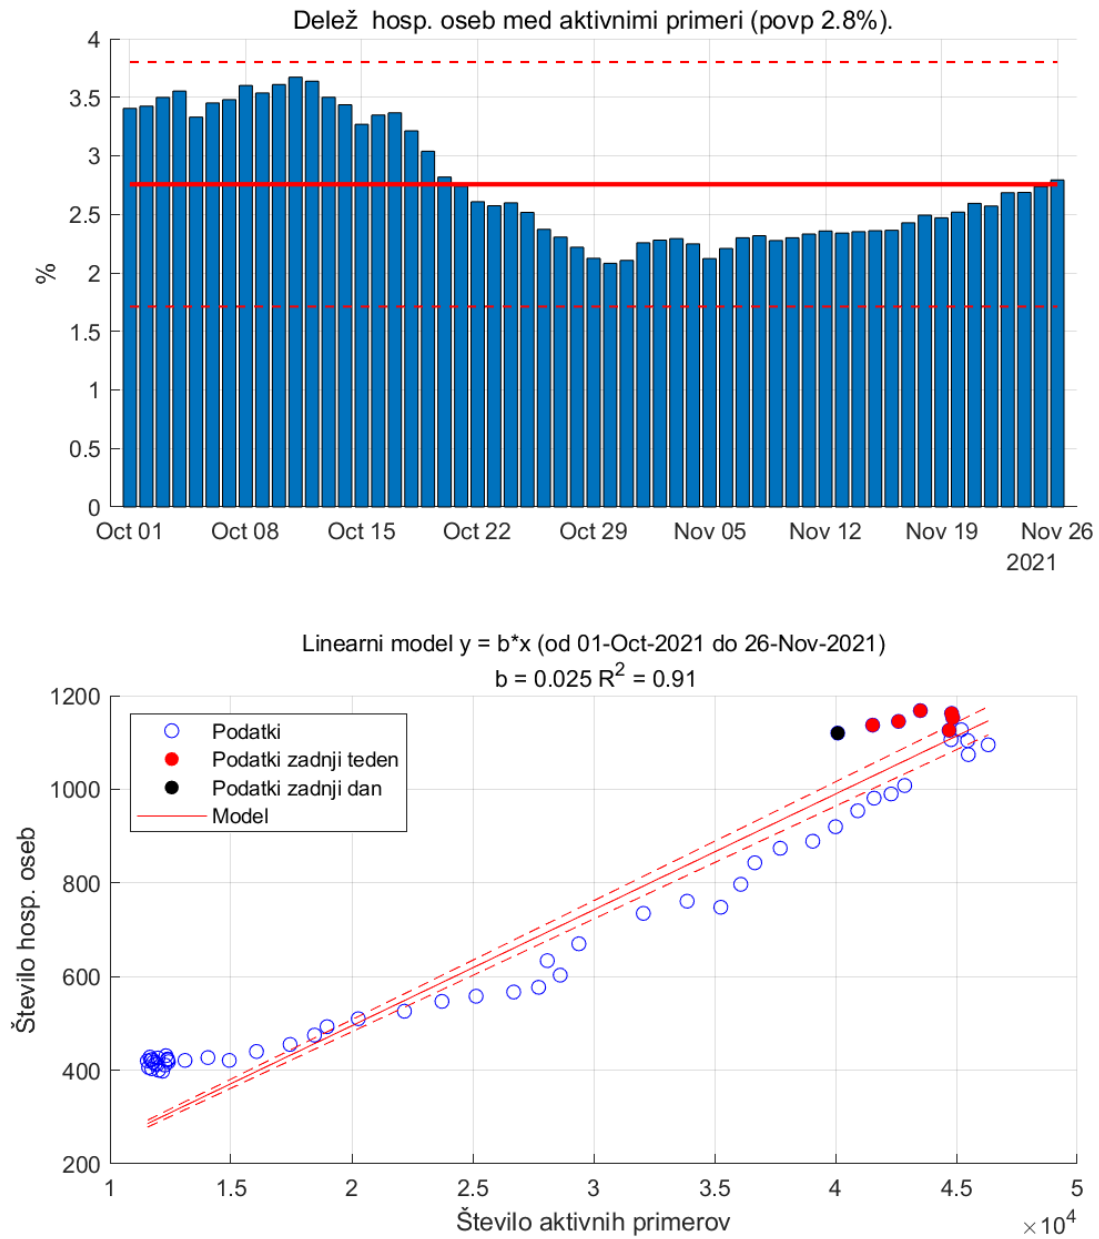 Delež hosp. oseb med aktivnimi primeri (povp 2.8%).
4
3.5
3
2.5
2
1.5
1
0.5
0
%
Oct 01 Oct 08 Oct 15 Oct 22 Oct 29 Nov 05 Nov 12 Nov 19 Nov 26
2021
Linearni model y = b*x (od 01-Oct-2021 do 26-Nov-2021)
b = 0.025 R² = 0.91
1200
1000
800
600
400
200
Število hosp. oseb
Podatki
Podatki zadnji teden
Podatki zadnji dan
Model
1 1.5 2 2.5 3 3.5 4 4.5 5
Število aktivnih primerov
×10⁴